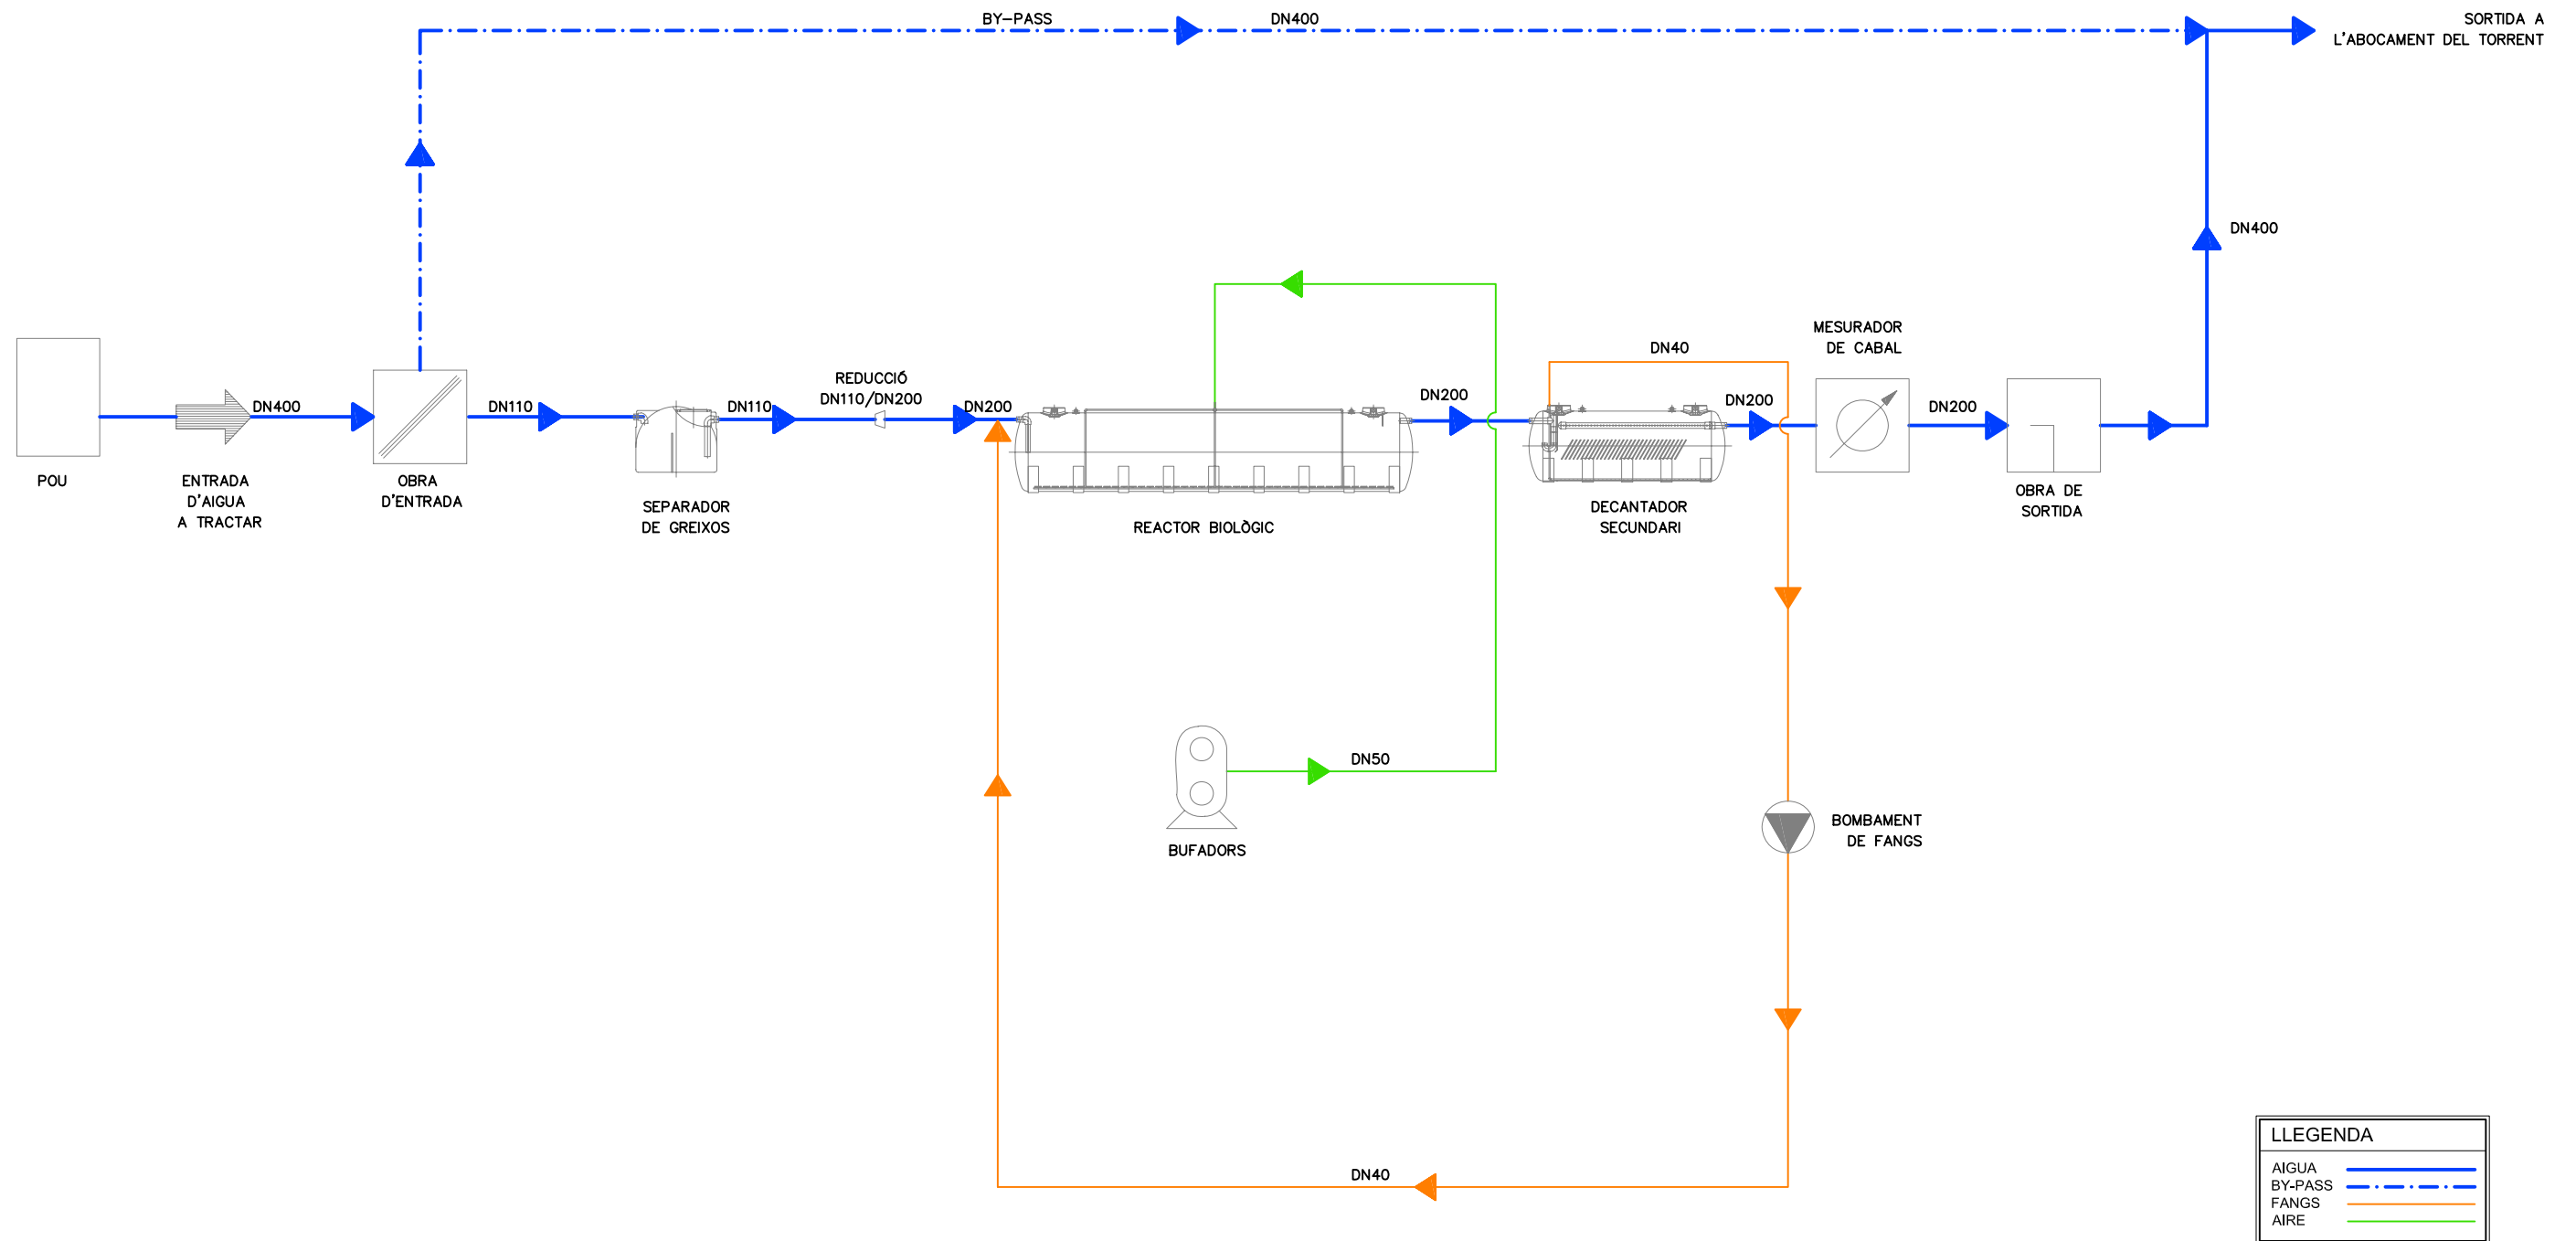 BY-PASS
DN400
SORTIDA A
L'ABOCAMENT DEL TORRENT
DN400
MESURADOR
DE CABAL
DN40
REDUCCIÓ
DN110/DN200
DN400
DN110
DN110
DN200
DN200
DN200
DN200
POU
ENTRADA
D'AIGUA
A TRACTAR
OBRA
D'ENTRADA
SEPARADOR
DE GREIXOS
REACTOR BIOLÒGIC
DECANTADOR
SECUNDARI
OBRA DE
SORTIDA
DN50
BUFADORS
BOMBAMENT
DE FANGS
DN40
LLEGENDA
AIGUA
BY-PASS
FANGS
AIRE